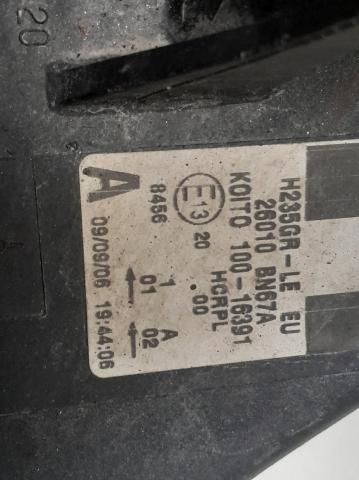 20
H235GR-LE EU
26010 BN67A
KOITO 100-16391
HCRPL
.00
E13 20
1 A
01 02
8456
A
09/09/06 19:44:06